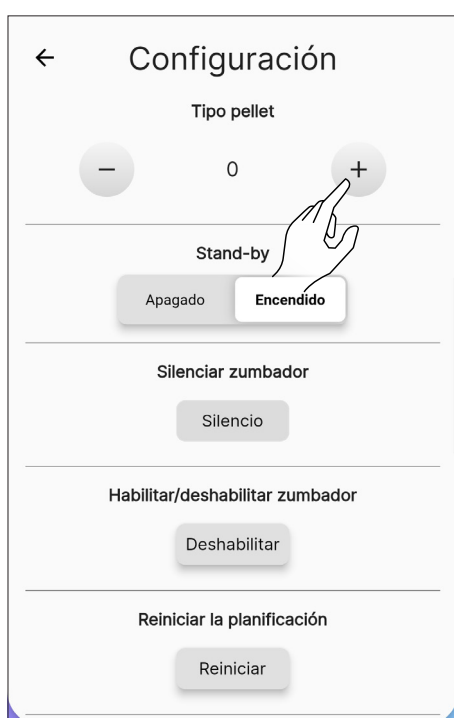 ← Configuración
Tipo pellet
− 0 +
Stand-by
Apagado Encendido
Silenciar zumbador
Silencio
Habilitar/deshabilitar zumbador
Deshabilitar
Reiniciar la planificación
Reiniciar